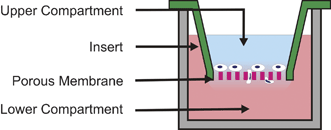 Upper Compartment
Insert
Porous Membrane
Lower Compartment